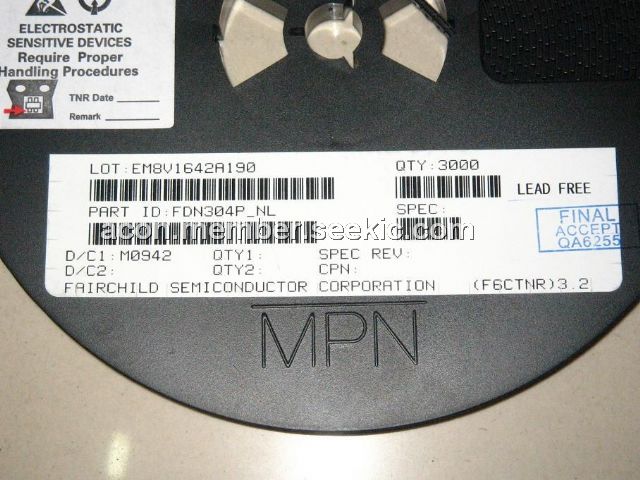 ELECTROSTATIC
SENSITIVE DEVICES
Require Proper
Handling Procedures
TNR Date
Remark
LOT:EM8V1642A190 QTY:3000
LEAD FREE
PART ID:FDN304P_NL SPEC:
acon.memberseekic.com
FINAL
ACCEPT
QA6255
D/C1:M0942 QTY1: SPEC REV:
D/C2: QTY2: CPN:
FAIRCHILD SEMICONDUCTOR CORPORATION (F6CTNR)3.2
MPN